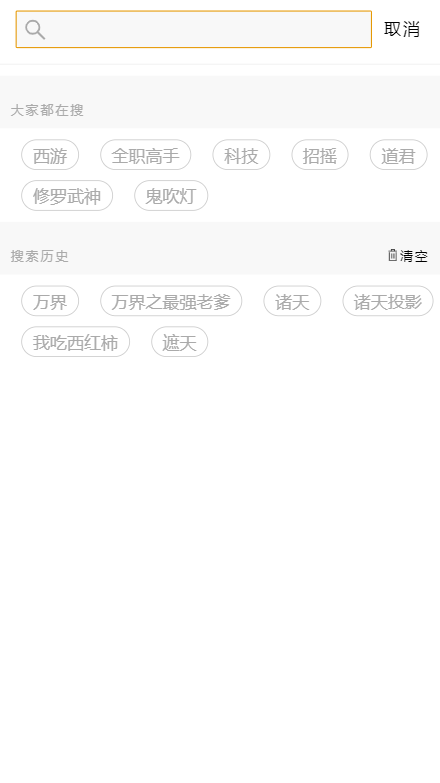 取消
大家都在搜
西游 全职高手 科技 招摇 道君
修罗武神 鬼吹灯
搜索历史 清空
万界 万界之最强老爹 诸天 诸天投影
我吃西红柿 遮天